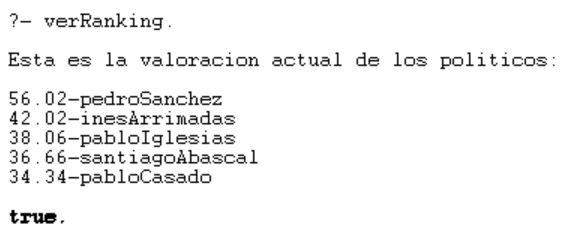 ?- verRanking.
Esta es la valoracion actual de los politicos:
56.02-pedroSanchez
42.02-inesArrimadas
38.06-pabloIglesias
36.66-santiagoAbascal
34.34-pabloCasado
true.